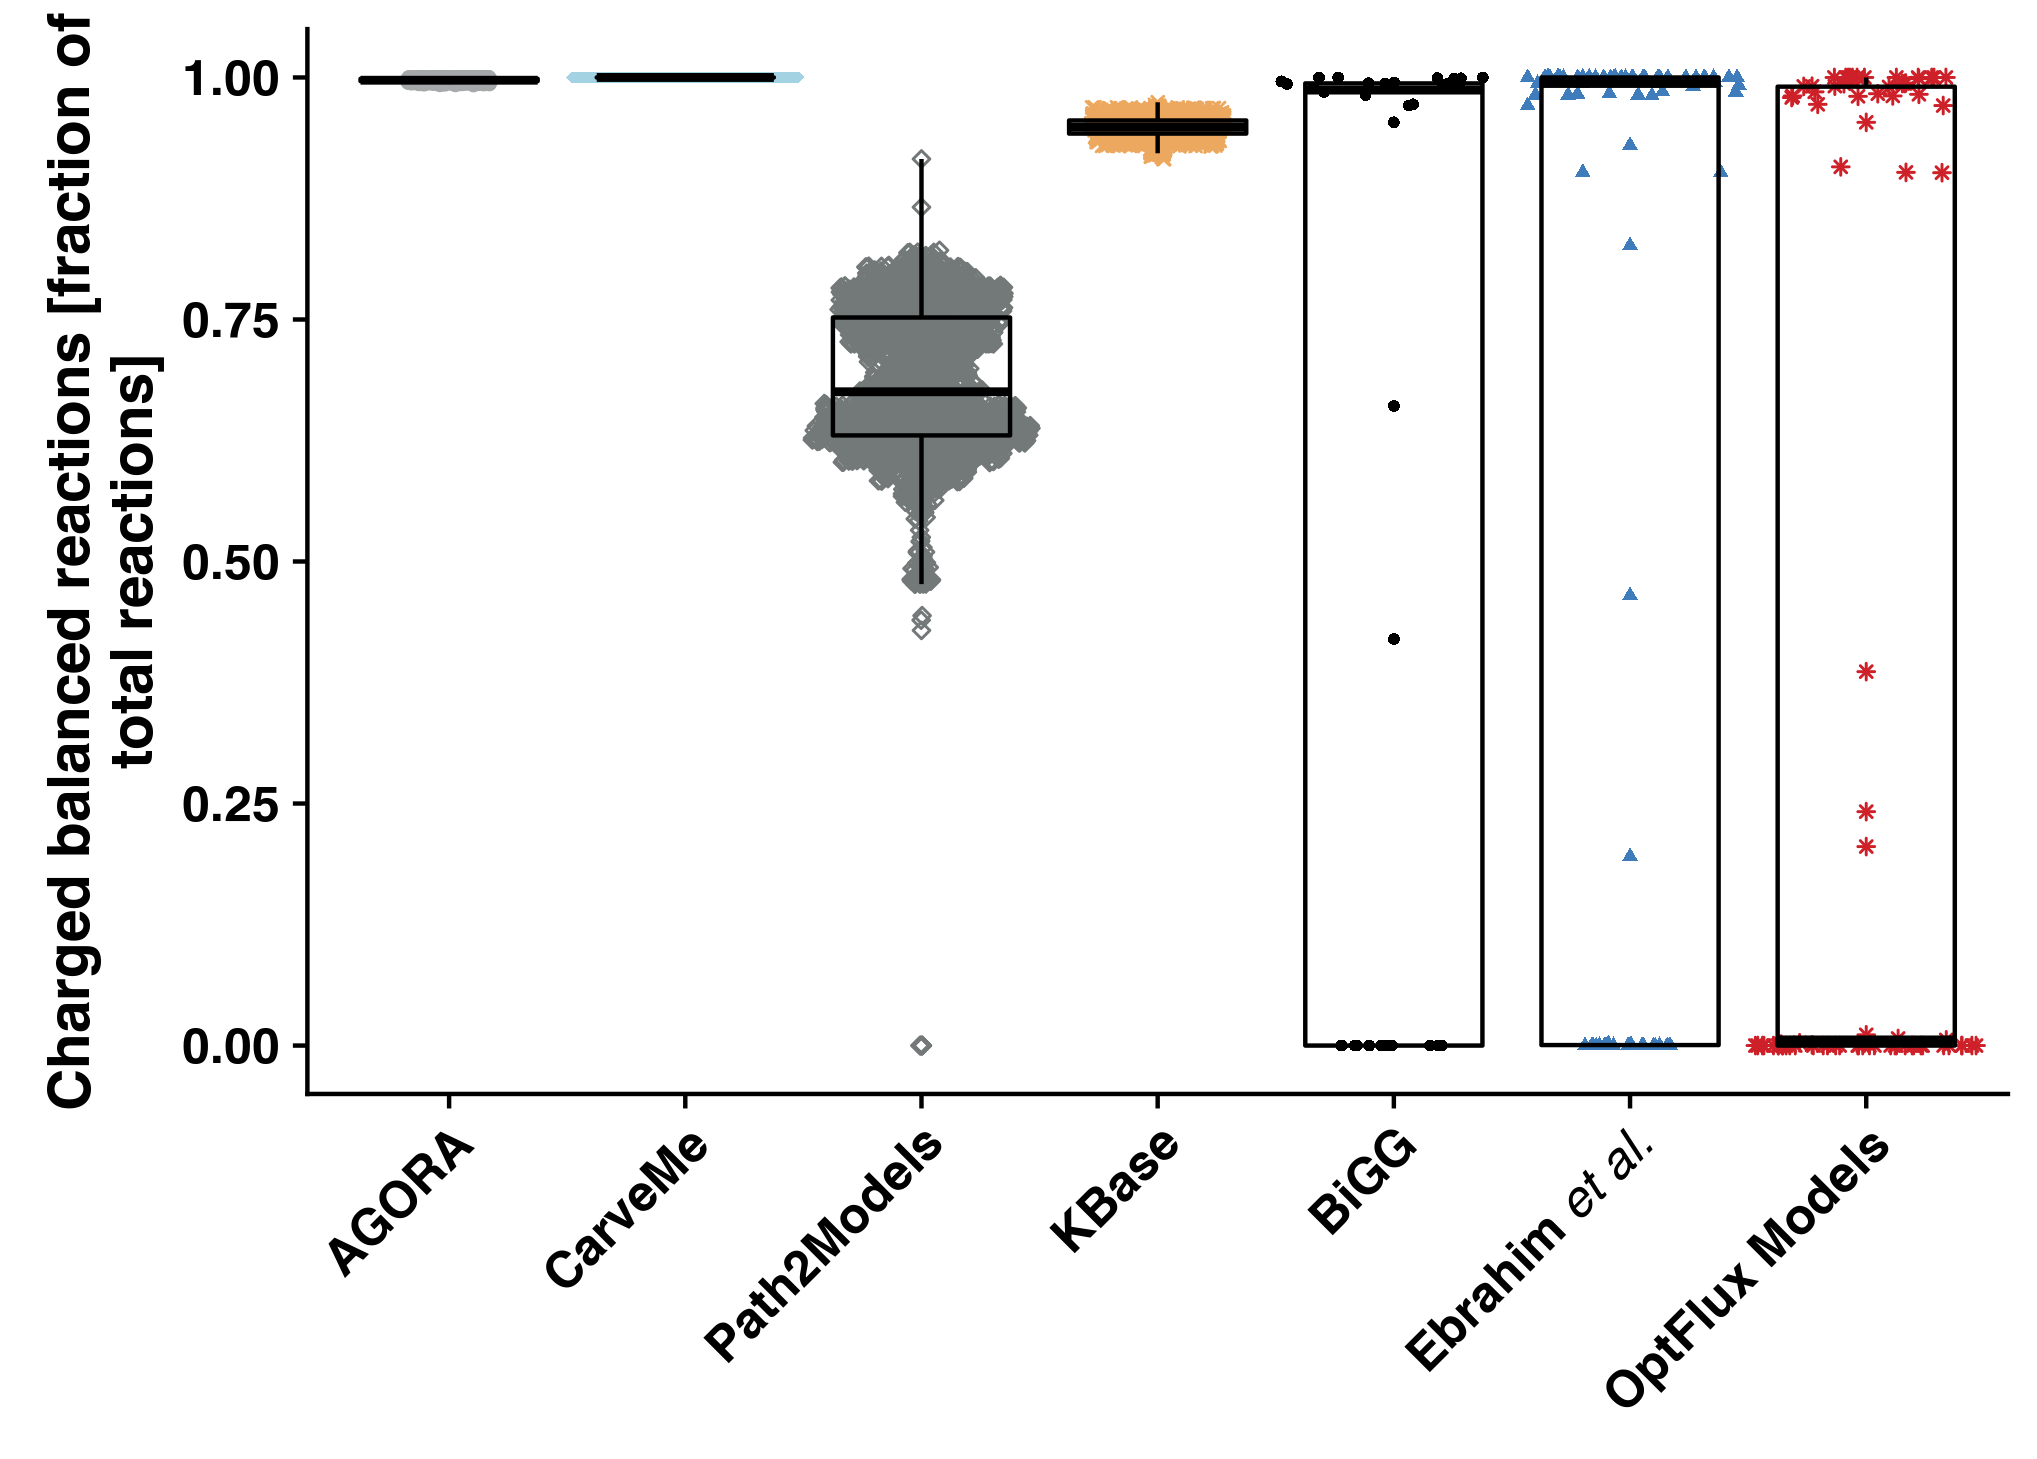 Charged balanced reactions [fraction of
total reactions]
1.00
0.75
0.50
0.25
0.00
AGORA
CarveMe
Path2Models
KBase
BiGG
Ebrahim et al.
OptFlux Models